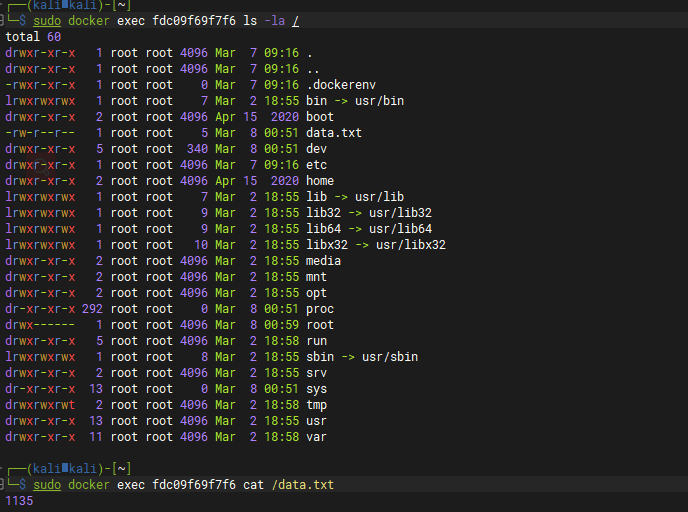 ┌──(kali㉿kali)-[~]
└─$ sudo docker exec fdc09f69f7f6 ls -la /
total 60
drwxr-xr-x   1 root root 4096 Mar  7 09:16 .
drwxr-xr-x   1 root root 4096 Mar  7 09:16 ..
-rwxr-xr-x   1 root root    0 Mar  7 09:16 .dockerenv
lrwxrwxrwx   1 root root    7 Mar  2 18:55 bin -> usr/bin
drwxr-xr-x   2 root root 4096 Apr 15  2020 boot
-rw-r--r--   1 root root    5 Mar  8 00:51 data.txt
drwxr-xr-x   5 root root  340 Mar  8 00:51 dev
drwxr-xr-x   1 root root 4096 Mar  7 09:16 etc
drwxr-xr-x   2 root root 4096 Apr 15  2020 home
lrwxrwxrwx   1 root root    7 Mar  2 18:55 lib -> usr/lib
lrwxrwxrwx   1 root root    9 Mar  2 18:55 lib32 -> usr/lib32
lrwxrwxrwx   1 root root    9 Mar  2 18:55 lib64 -> usr/lib64
lrwxrwxrwx   1 root root   10 Mar  2 18:55 libx32 -> usr/libx32
drwxr-xr-x   2 root root 4096 Mar  2 18:55 media
drwxr-xr-x   2 root root 4096 Mar  2 18:55 mnt
drwxr-xr-x   2 root root 4096 Mar  2 18:55 opt
dr-xr-xr-x 292 root root    0 Mar  8 00:51 proc
drwx------   1 root root 4096 Mar  8 00:59 root
drwxr-xr-x   5 root root 4096 Mar  2 18:58 run
lrwxrwxrwx   1 root root    8 Mar  2 18:55 sbin -> usr/sbin
drwxr-xr-x   2 root root 4096 Mar  2 18:55 srv
dr-xr-xr-x  13 root root    0 Mar  8 00:51 sys
drwxrwxrwt   2 root root 4096 Mar  2 18:58 tmp
drwxr-xr-x  13 root root 4096 Mar  2 18:55 usr
drwxr-xr-x  11 root root 4096 Mar  2 18:58 var
┌──(kali㉿kali)-[~]
└─$ sudo docker exec fdc09f69f7f6 cat /data.txt
1135